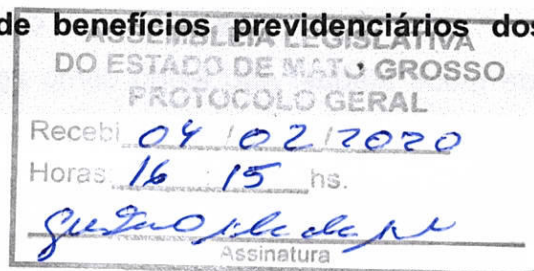 de benefícios previdenciários dos
ASSEMBLEIA LEGISLATIVA
DO ESTADO DE MATO GROSSO
PROTOCOLO GERAL
Recebi 04 / 02 / 2020
Horas: 16 : 15 hs.
Assinatura